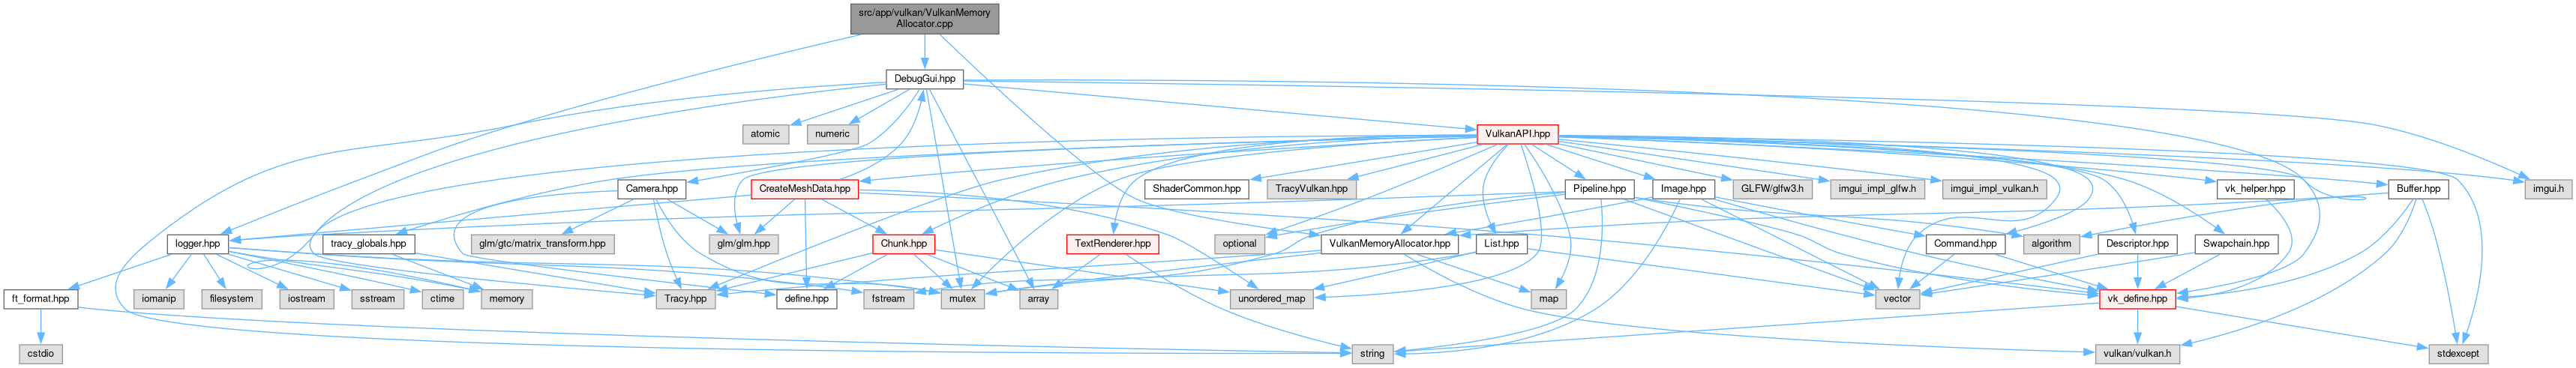 src/app/vulkan/VulkanMemory
Allocator.cpp
DebugGui.hpp
atomic
numeric
VulkanAPI.hpp
Camera.hpp
CreateMeshData.hpp
ShaderCommon.hpp
TracyVulkan.hpp
Pipeline.hpp
Image.hpp
GLFW/glfw3.h
imgui_impl_glfw.h
imgui_impl_vulkan.h
vk_helper.hpp
Buffer.hpp
imgui.h
logger.hpp
tracy_globals.hpp
glm/gtc/matrix_transform.hpp
glm/glm.hpp
Chunk.hpp
TextRenderer.hpp
optional
VulkanMemoryAllocator.hpp
List.hpp
Command.hpp
algorithm
Descriptor.hpp
Swapchain.hpp
ft_format.hpp
iomanip
filesystem
iostream
sstream
ctime
memory
Tracy.hpp
define.hpp
fstream
mutex
array
unordered_map
map
vector
vk_define.hpp
cstdio
string
vulkan/vulkan.h
stdexcept